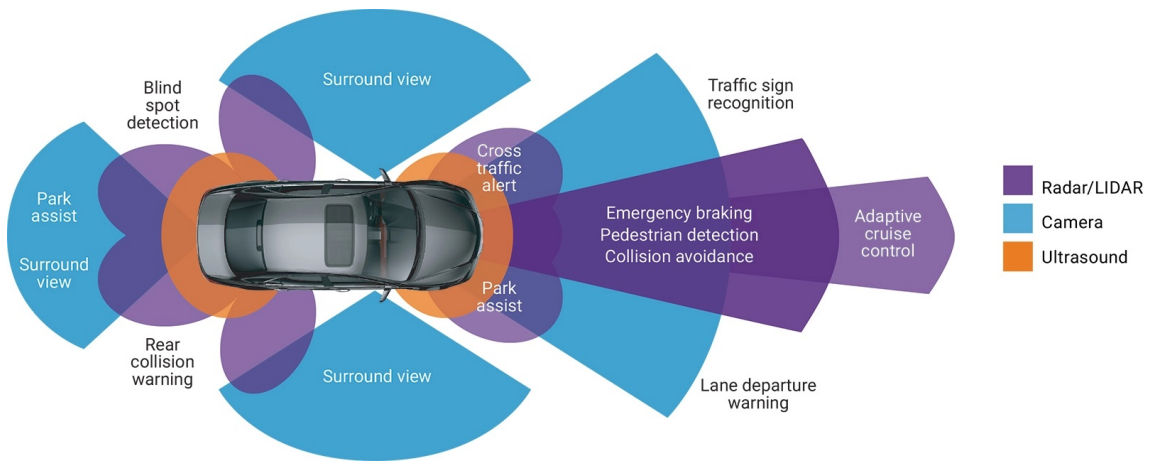 Surround view
Blind
spot
detection
Traffic sign
recognition
Cross
traffic
alert
Park
assist
Surround
view
Emergency braking
Pedestrian detection
Collision avoidance
Adaptive
cruise
control
Radar/LIDAR
Camera
Ultrasound
Park
assist
Rear
collision
warning
Surround view
Lane departure
warning